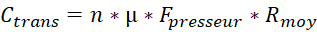 C_trans = n * µ * F_presseur * R_moy